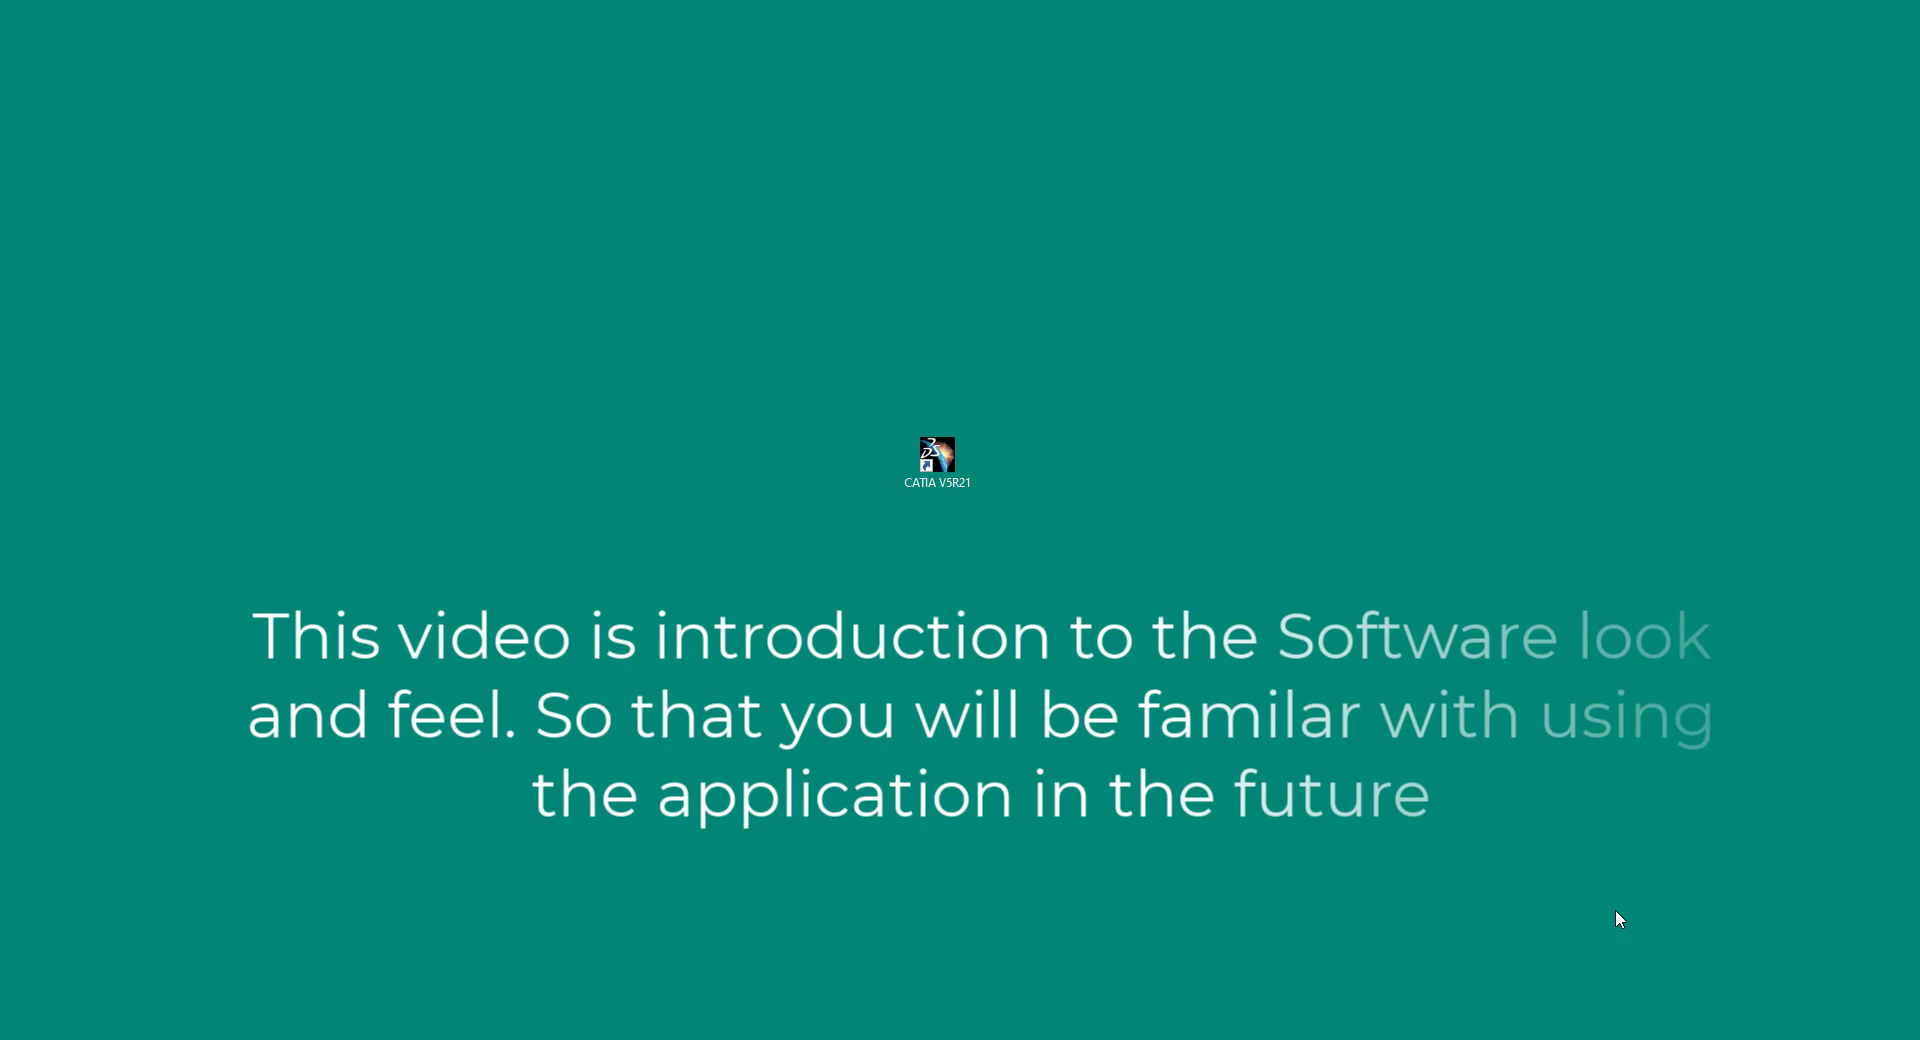 CATIA V5R21
This video is introduction to the Software look
and feel. So that you will be familar with using
the application in the future